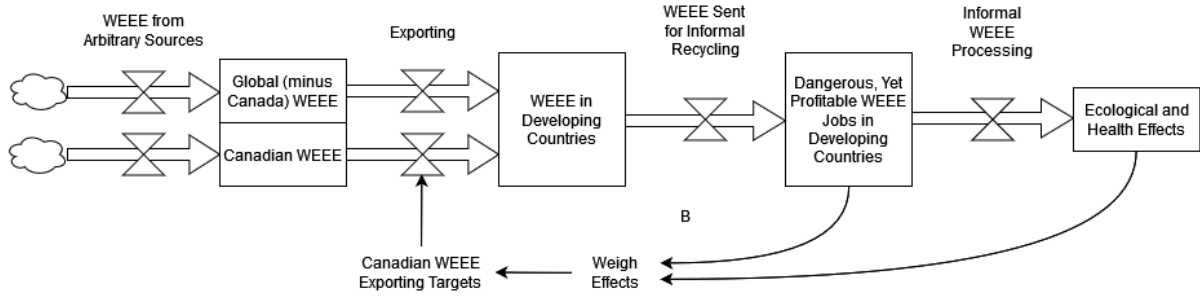 WEEE from
Arbitrary Sources
Exporting
WEEE Sent
for Informal
Recycling
Informal
WEEE
Processing
Global (minus
Canada) WEEE
Canadian WEEE
WEEE in
Developing
Countries
Dangerous, Yet
Profitable WEEE
Jobs in
Developing
Countries
Ecological and
Health Effects
B
Canadian WEEE
Exporting Targets
Weigh
Effects